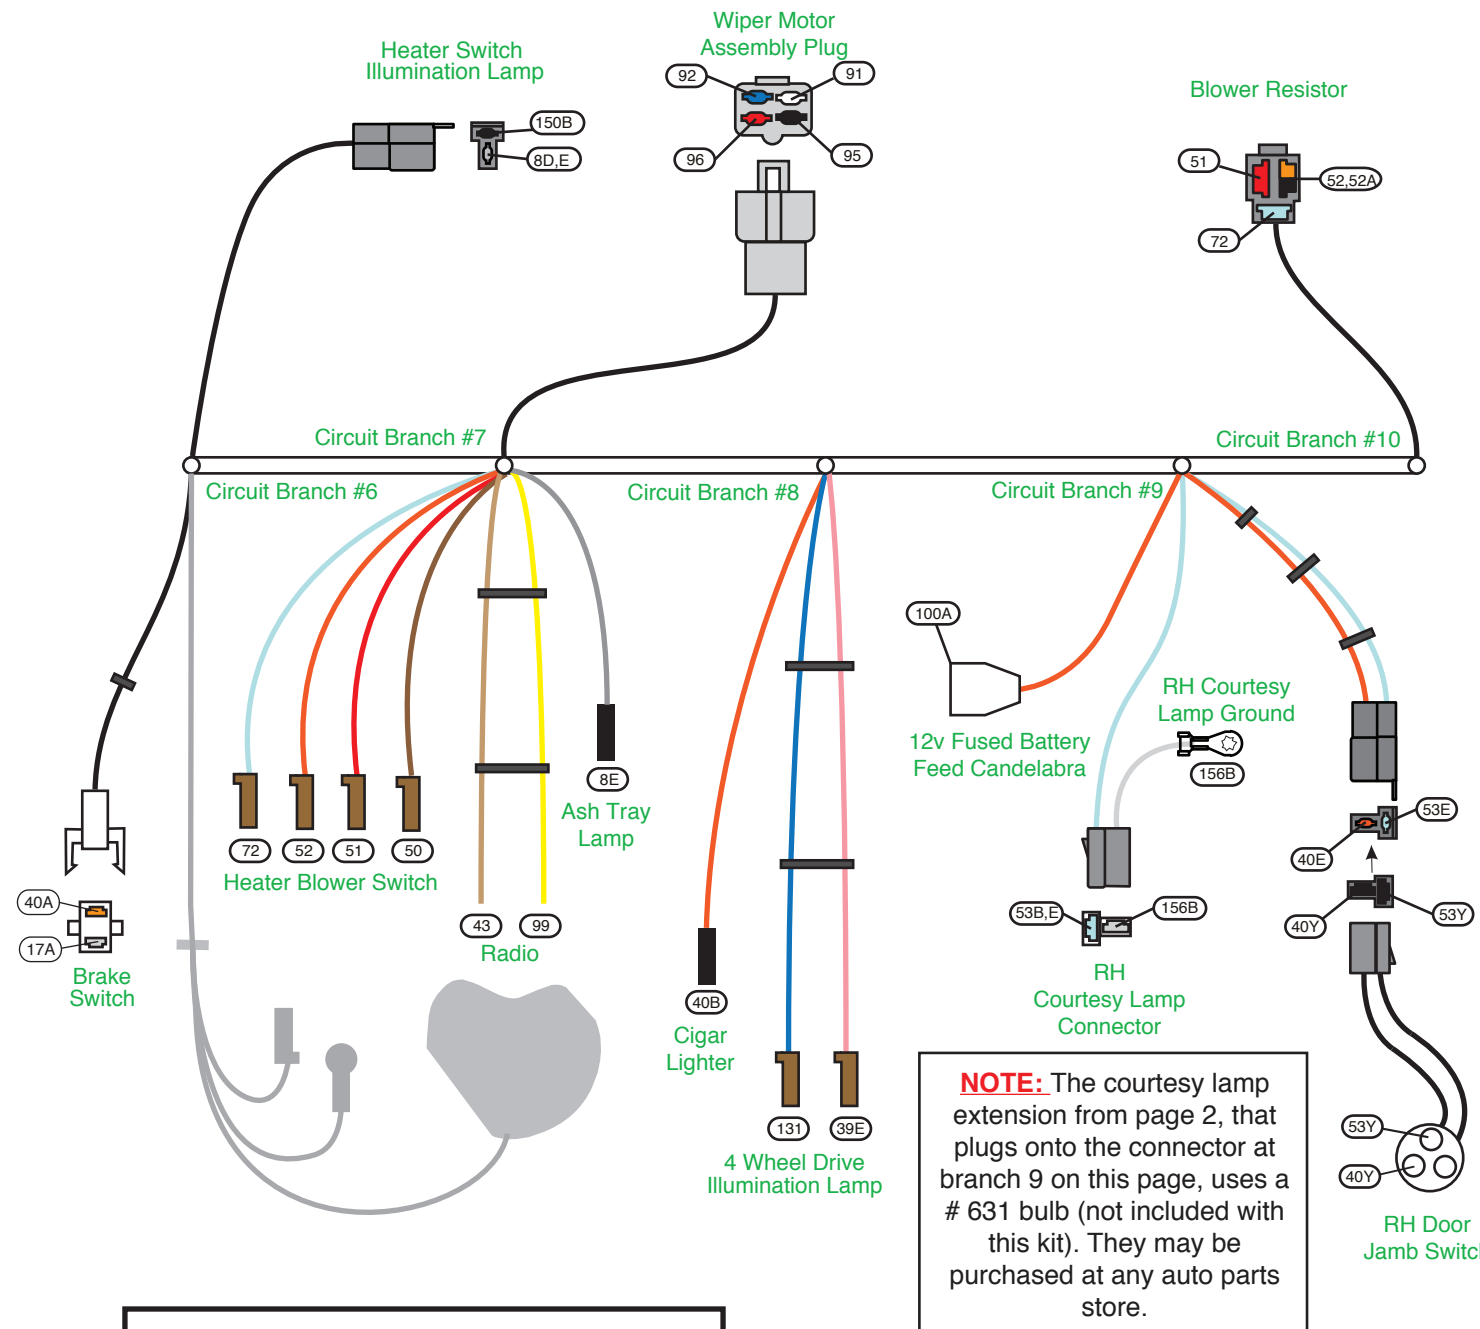 Wiper Motor
Assembly Plug
92
91
96
95
Heater Switch
Illumination Lamp
150B
8D,E
Blower Resistor
51
52,52A
72
Circuit Branch #7
Circuit Branch #10
Circuit Branch #6
Circuit Branch #8
Circuit Branch #9
40A
17A
Brake
Switch
72
52
51
50
Heater Blower Switch
43
99
Radio
8E
Ash Tray
Lamp
40B
Cigar
Lighter
131
39E
4 Wheel Drive
Illumination Lamp
100A
12v Fused Battery
Feed Candelabra
RH Courtesy
Lamp Ground
156B
53B,E
156B
RH
Courtesy Lamp
Connector
53E
40E
40Y
53Y
53Y
40Y
RH Door
Jamb Switc
NOTE: The courtesy lamp
extension from page 2, that
plugs onto the connector at
branch 9 on this page, uses a
# 631 bulb (not included with
this kit). They may be
purchased at any auto parts
store.